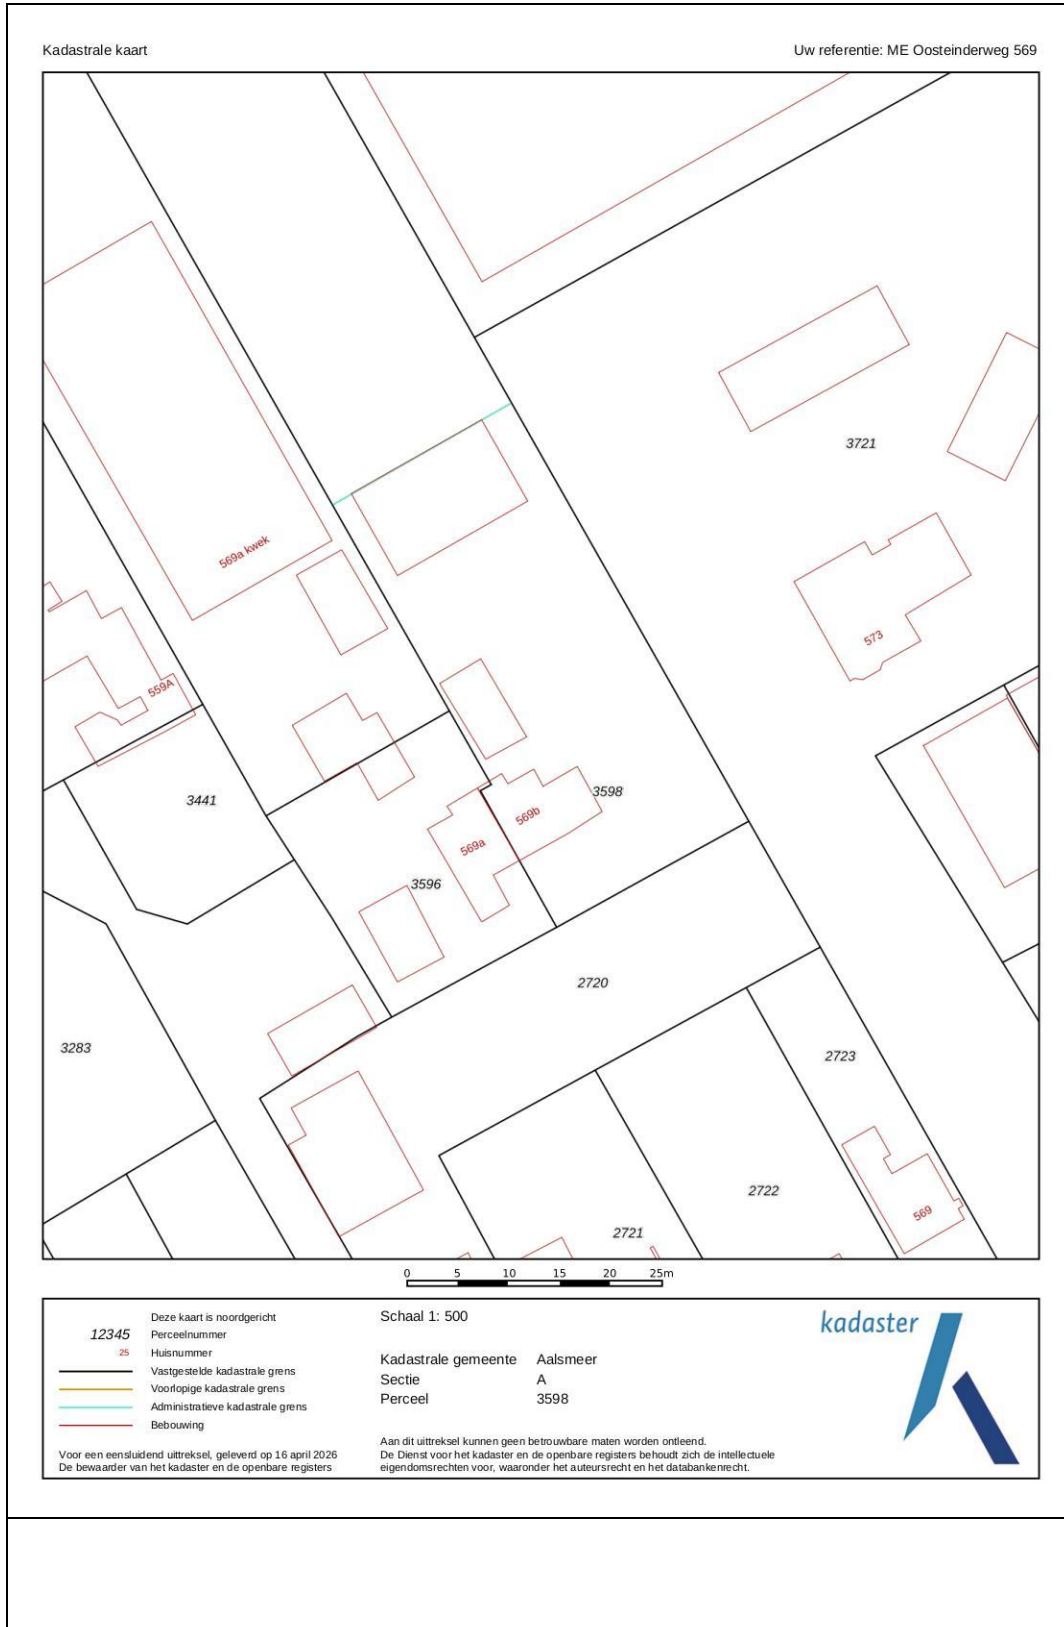 Kadastrale kaart
Uw referentie: ME Oosteinderweg 569
3721
569a kwek
573
559A
3441
3598
569b
569a
3596
2720
3283
2723
2722
569
2721
0 5 10 15 20 25m
Deze kaart is noordgericht
12345 Perceelnummer
25 Huisnummer
Vastgestelde kadastrale grens
Voorlopige kadastrale grens
Administratieve kadastrale grens
Bebouwing
Voor een eensluidend uittreksel, geleverd op 16 april 2026
De bewaarder van het kadaster en de openbare registers
Schaal 1: 500
Kadastrale gemeente Aalsmeer
Sectie A
Perceel 3598
Aan dit uittreksel kunnen geen betrouwbare maten worden ontleend.
De Dienst voor het kadaster en de openbare registers behoudt zich de intellectuele
eigendomsrechten voor, waaronder het auteursrecht en het databankenrecht.
kadaster